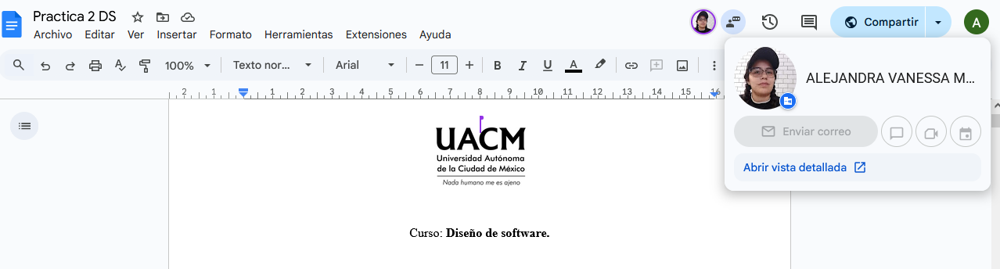 Practica 2 DS
Archivo Editar Ver Insertar Formato Herramientas Extensiones Ayuda
Compartir
A
100% Texto nor... Arial 11 B I U A
ALEJANDRA VANESSA M...
2 1 1 2 3 4 5 6 7 8 9 10 11 12 13 14 15 16
Enviar correo
Abrir vista detallada
UACM
Universidad Autónoma
de la Ciudad de México
Nada humano me es ajeno
Curso: Diseño de software.